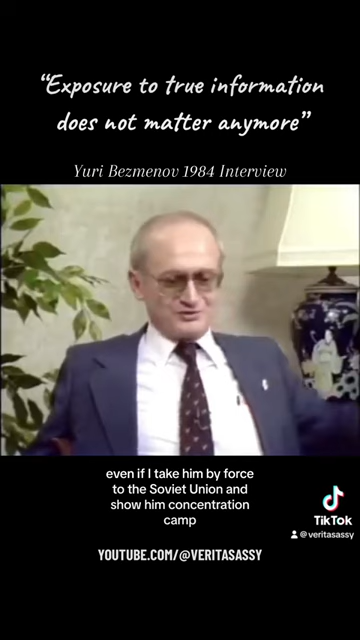 “Exposure to true information
does not matter anymore”
Yuri Bezmenov 1984 Interview
even if I take him by force
to the Soviet Union and
show him concentration
camp
TikTok
@veritasassy
YOUTUBE.COM/@VERITASASSY